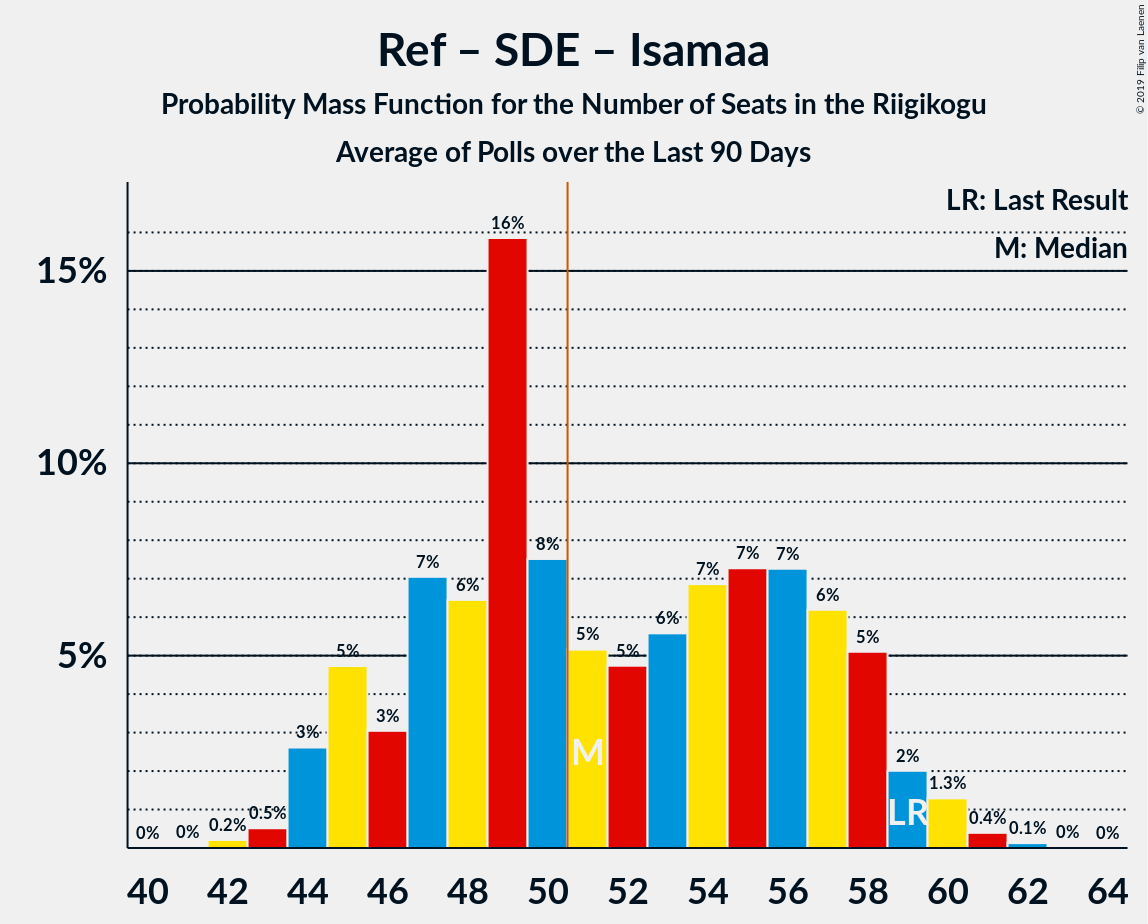 Ref – SDE – Isamaa
Probability Mass Function for the Number of Seats in the Riigikogu
Average of Polls over the Last 90 Days
© 2019 Filip van Laenen
LR: Last Result
M: Median
15%
10%
5%
0% 0% 0.2% 0.5% 3% 5% 3% 7% 6% 16% 8% 5% 5% 6% 7% 7% 7% 6% 5% 2% 1.3% 0.4% 0.1% 0% 0%
M
LR
40 42 44 46 48 50 52 54 56 58 60 62 64